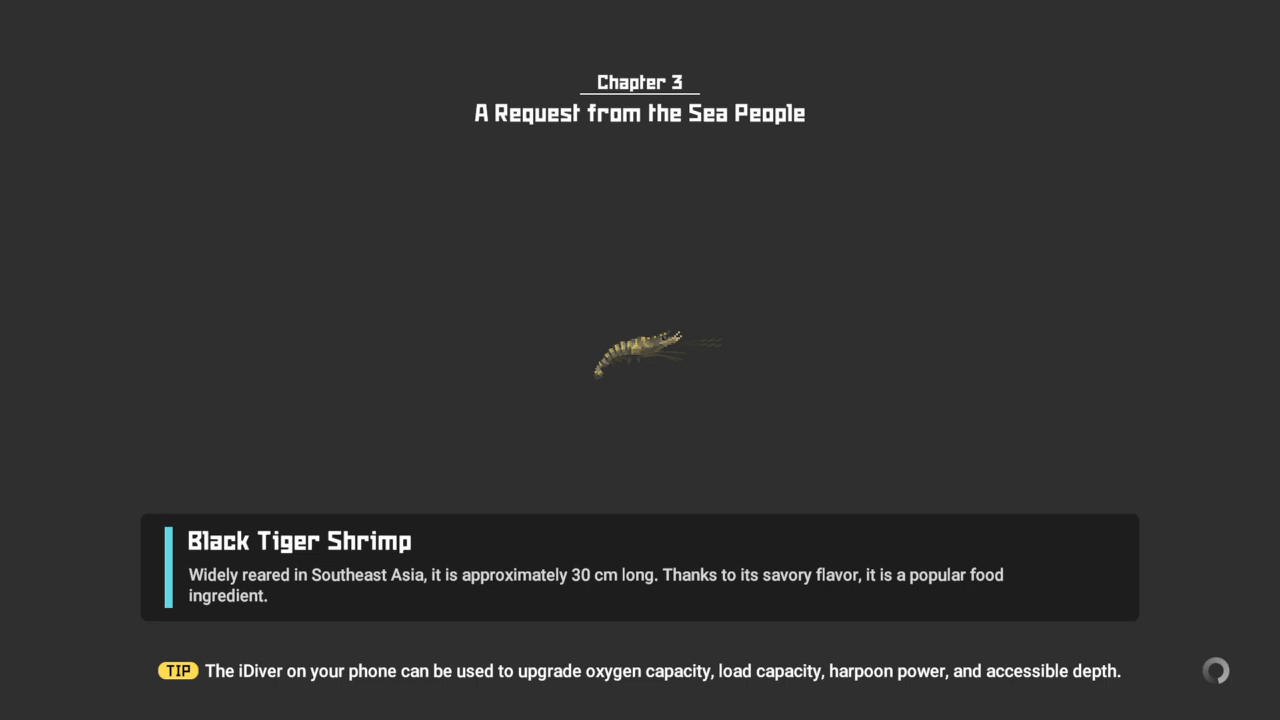 Chapter 3
A Request from the Sea People
Black Tiger Shrimp
Widely reared in Southeast Asia, it is approximately 30 cm long. Thanks to its savory flavor, it is a popular food
ingredient.
TIP The iDiver on your phone can be used to upgrade oxygen capacity, load capacity, harpoon power, and accessible depth.